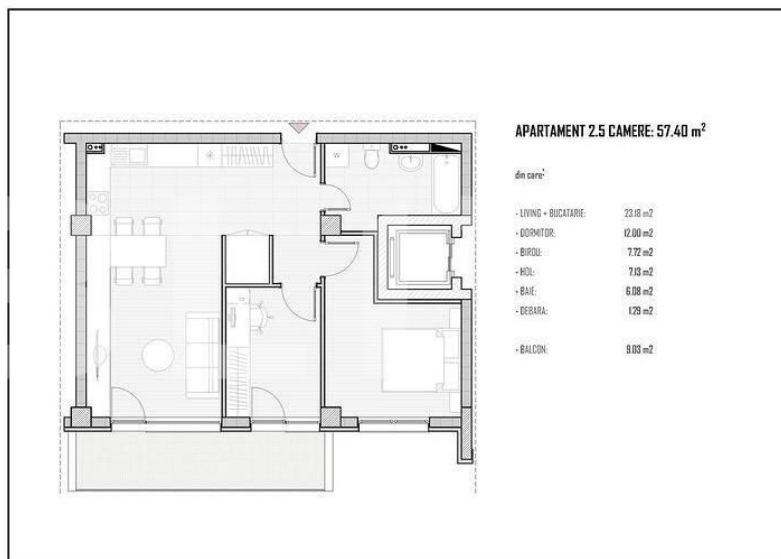 APARTAMENT 2.5 CAMERE: 57.40 m²
din care:
- LIVING + BUCATARIE: 23.18 m2
- DORMITOR: 12.00 m2
- BIROU: 7.72 m2
- HOL: 7.13 m2
- BAIE: 6.08 m2
- DEBARA: 1.29 m2
- BALCON: 9.03 m2
W